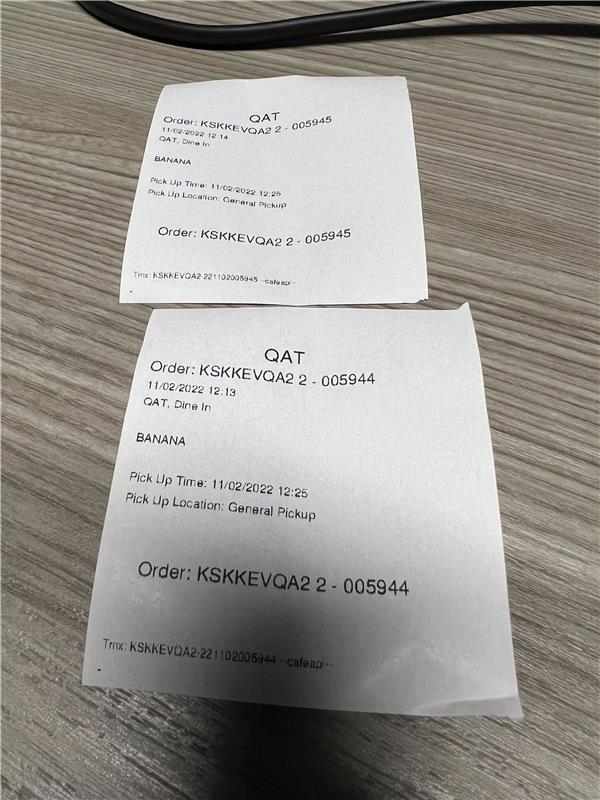 QAT
Order: KSKKEVQA2 2 - 005945
11/02/2022 12:14
QAT, Dine In
BANANA
Pick Up Time: 11/02/2022 12:25
Pick Up Location: General Pickup
Order: KSKKEVQA2 2 - 005945
Trnx: KSKKEVQA2-221102005945 --cafeapi--
QAT
Order: KSKKEVQA2 2 - 005944
11/02/2022 12:13
QAT, Dine In
BANANA
Pick Up Time: 11/02/2022 12:25
Pick Up Location: General Pickup
Order: KSKKEVQA2 2 - 005944
Trnx: KSKKEVQA2-221102005944 --cafeapi--